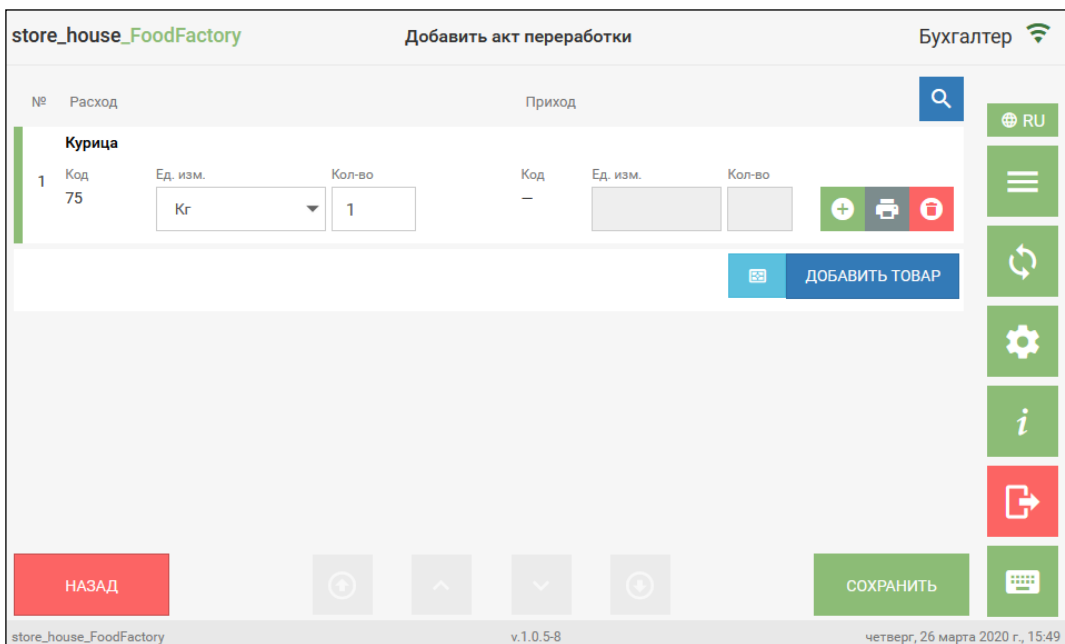 store_house_FoodFactory Добавить акт переработки Бухгалтер
№ Расход Приход
RU
Курица
Код Ед. изм. Кол-во Код Ед. изм. Кол-во
1 75 Кг 1 —
ДОБАВИТЬ ТОВАР
i
НАЗАД СОХРАНИТЬ
store_house_FoodFactory v.1.0.5-8 четверг, 26 марта 2020 г., 15:49